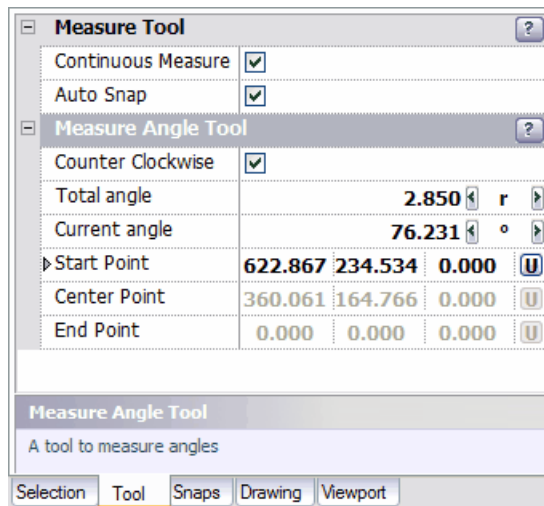 Measure Tool ?
Continuous Measure
Auto Snap
Measure Angle Tool ?
Counter Clockwise
Total angle 2.850 r
Current angle 76.231 º
Start Point 622.867 234.534 0.000 U
Center Point 360.061 164.766 0.000 U
End Point 0.000 0.000 0.000 U
Measure Angle Tool
A tool to measure angles
Selection Tool Snaps Drawing Viewport